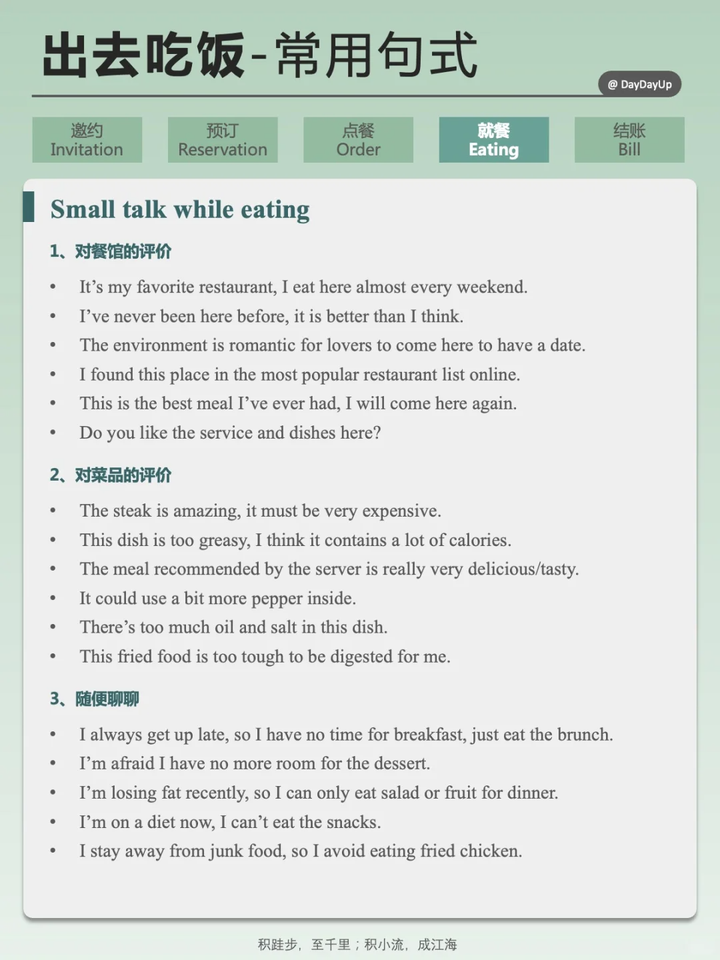 出去吃饭-常用句式
@ DayDayUp
邀约
Invitation
预订
Reservation
点餐
Order
就餐
Eating
结账
Bill
Small talk while eating
1、对餐馆的评价
• It’s my favorite restaurant, I eat here almost every weekend.
• I’ve never been here before, it is better than I think.
• The environment is romantic for lovers to come here to have a date.
• I found this place in the most popular restaurant list online.
• This is the best meal I’ve ever had, I will come here again.
• Do you like the service and dishes here?
2、对菜品的评价
• The steak is amazing, it must be very expensive.
• This dish is too greasy, I think it contains a lot of calories.
• The meal recommended by the server is really very delicious/tasty.
• It could use a bit more pepper inside.
• There’s too much oil and salt in this dish.
• This fried food is too tough to be digested for me.
3、随便聊聊
• I always get up late, so I have no time for breakfast, just eat the brunch.
• I’m afraid I have no more room for the dessert.
• I’m losing fat recently, so I can only eat salad or fruit for dinner.
• I’m on a diet now, I can’t eat the snacks.
• I stay away from junk food, so I avoid eating fried chicken.
积跬步，至千里；积小流，成江海